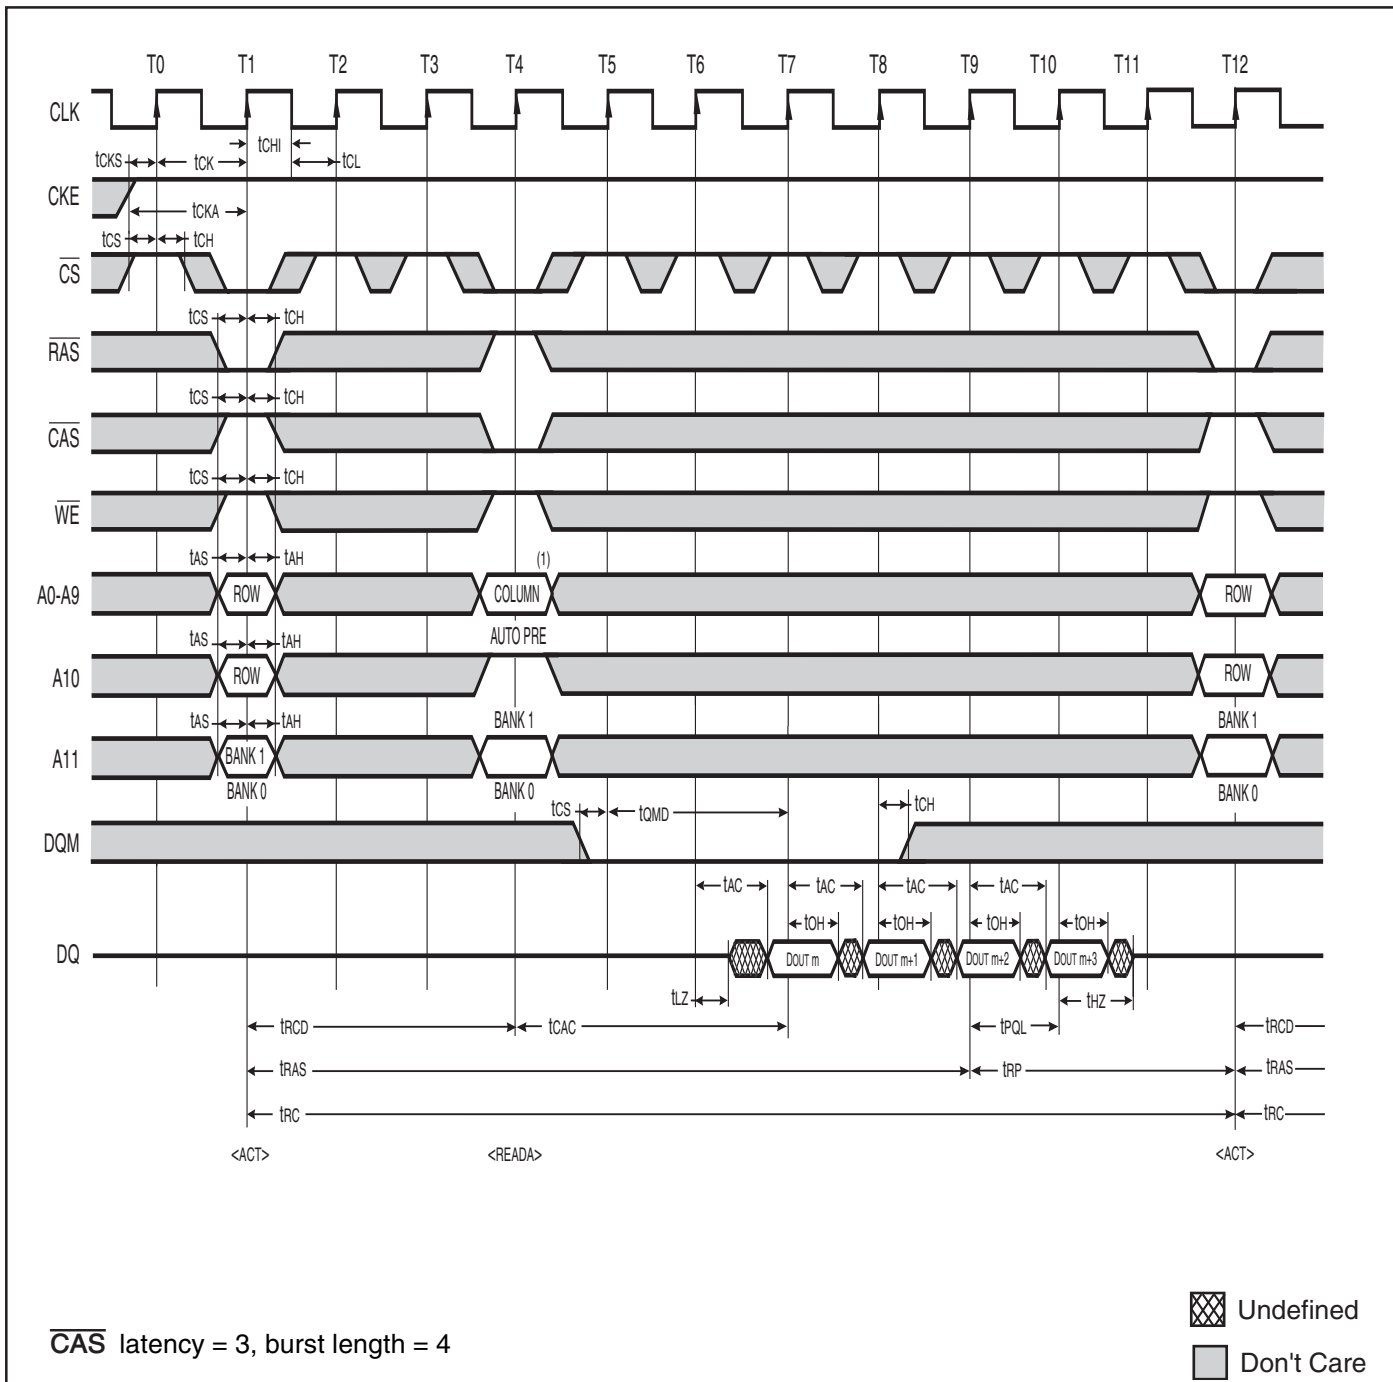 T0 T1 T2 T3 T4 T5 T6 T7 T8 T9 T10 T11 T12
CLK
tCHI
tCKS tCK tCL
CKE
tCKA
tCS tCH
CS
tCS tCH
RAS
tCS tCH
CAS
tCS tCH
WE
tAS tAH (1)
A0-A9 ROW COLUMN ROW
AUTO PRE
tAS tAH
A10 ROW ROW
BANK 1 BANK 1
tAS tAH
A11 BANK 1
BANK 0 BANK 0 BANK 0
tCS tQMD tCH
DQM
tAC tAC tAC tAC
tOH tOH tOH tOH
DQ DOUT m DOUT m+1 DOUT m+2 DOUT m+3
tLZ tHZ
tRCD tCAC tPQL tRCD
tRAS tRP tRAS
tRC tRC
<ACT> <READA> <ACT>
Undefined
CAS latency = 3, burst length = 4
Don't Care